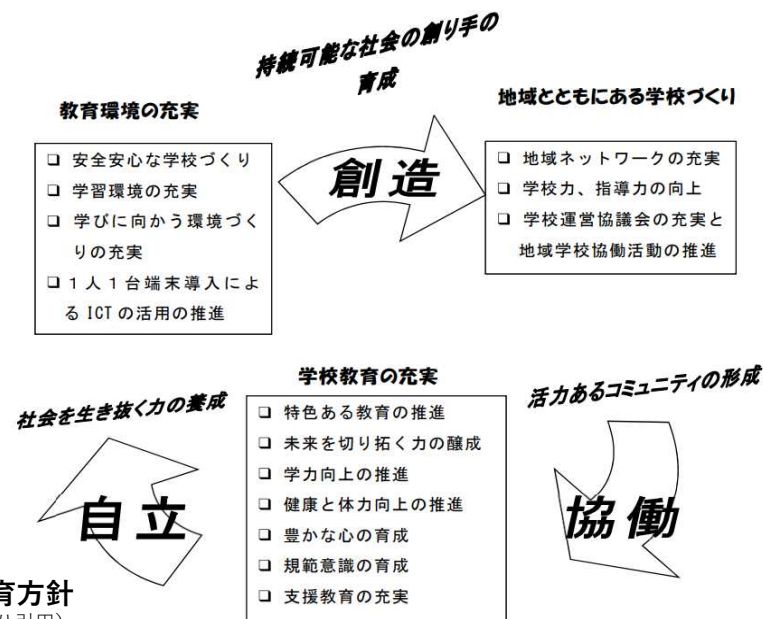 持続可能な社会の創り手の
育成
教育環境の充実
❏ 安全安心な学校づくり
❏ 学習環境の充実
❏ 学びに向かう環境づく
りの充実
❏ 1人1台端末導入によ
る ICT の活用の推進
創造
地域とともにある学校づくり
❏ 地域ネットワークの充実
❏ 学校力、指導力の向上
❏ 学校運営協議会の充実と
地域学校協働活動の推進
社会を生き抜く力の養成
自立
学校教育の充実
❏ 特色ある教育の推進
❏ 未来を切り拓く力の醸成
❏ 学力向上の推進
❏ 健康と体力向上の推進
❏ 豊かな心の育成
❏ 規範意識の育成
❏ 支援教育の充実
活力あるコミュニティの形成
協働
育方針